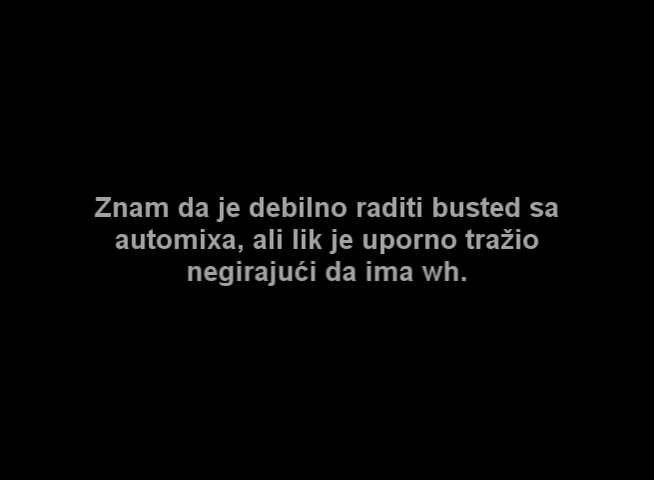 Znam da je debilno raditi busted sa
automixa, ali lik je uporno tražio
negirajući da ima wh.